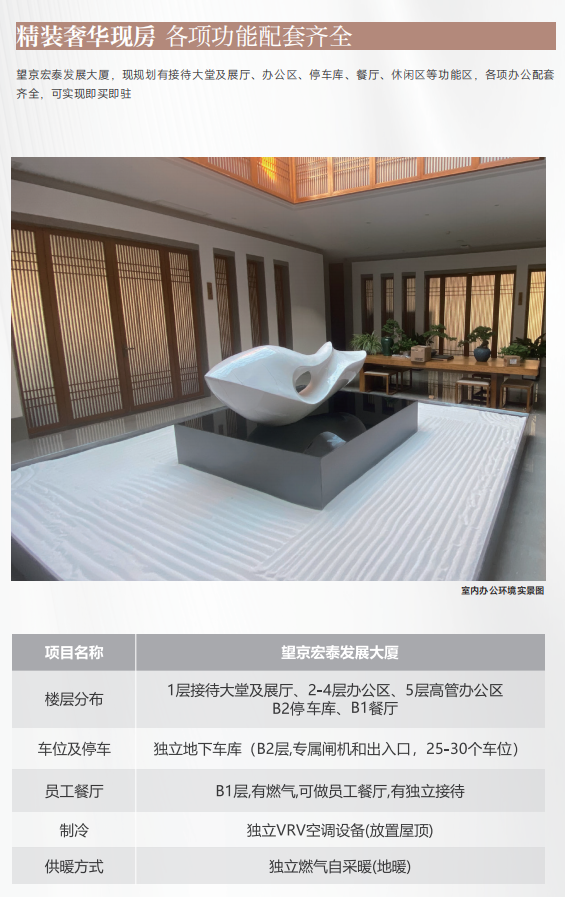 精装奢华现房 各项功能配套齐全
望京宏泰发展大厦，现规划有接待大堂及展厅、办公区、停车库、餐厅、休闲区等功能区，各项办公配套
齐全，可实现即买即驻
室内办公环境实景图
项目名称 望京宏泰发展大厦
楼层分布 1层接待大堂及展厅、2-4层办公区、5层高管办公区
B2停车库、B1餐厅
车位及停车 独立地下车库（B2层,专属闸机和出入口，25-30个车位）
员工餐厅 B1层,有燃气,可做员工餐厅,有独立接待
制冷 独立VRV空调设备(放置屋顶)
供暖方式 独立燃气自采暖(地暖)